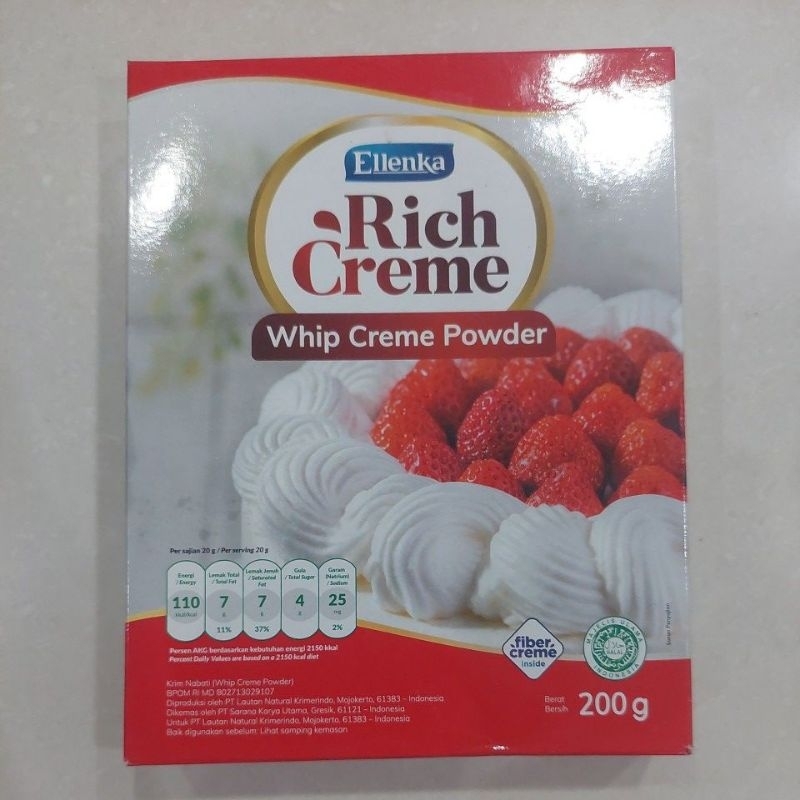 Ellenka
Rich
Creme
Whip Creme Powder
Per sajian 20 g / Per serving 20 g
Energi
/ Energy
110
kkal/kcal
Lemak Total
/ Total Fat
7
g
11%
Lemak Jenuh
/ Saturated
Fat
7
g
37%
Gula
/ Total Sugar
4
g
Garam
(Natrium)
/ Sodium
25
mg
2%
Persen AKG berdasarkan kebutuhan energi 2150 kkal
Percent Daily Values are based on a 2150 kcal diet
Krim Nabati (Whip Creme Powder)
BPOM RI MD 802713029107
Diproduksi oleh PT Lautan Natural Krimerindo, Mojokerto, 61383 - Indonesia
Dikemas oleh PT Sarana Karya Utama, Gresik, 61121 - Indonesia
Untuk PT Lautan Natural Krimerindo, Mojokerto, 61383 - Indonesia
Baik digunakan sebelum: Lihat samping kemasan
fiber
creme
inside
MAJELIS ULAMA
HALAL
INDONESIA
Saran Penyajian
Berat
Bersih
200 g